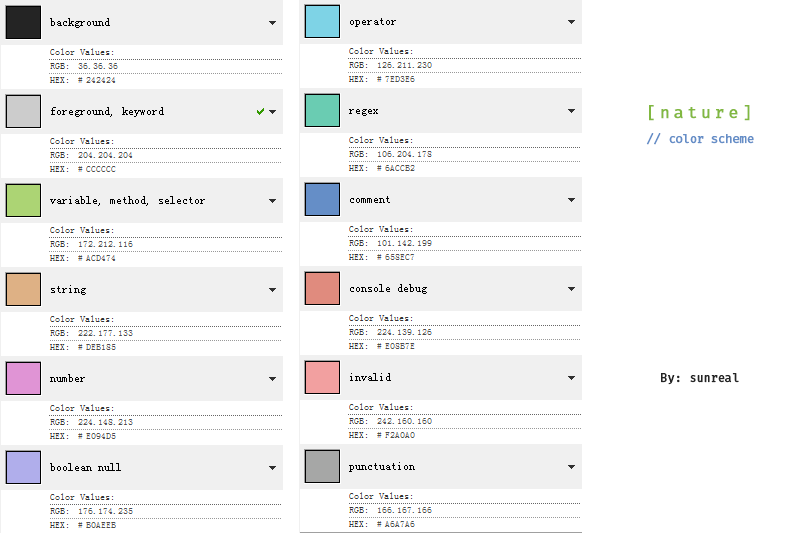 background
Color Values:
RGB: 36.36.36
HEX: # 242424
foreground, keyword
Color Values:
RGB: 204.204.204
HEX: # CCCCCC
variable, method, selector
Color Values:
RGB: 172.212.116
HEX: # ACD474
string
Color Values:
RGB: 222.177.133
HEX: # DEB185
number
Color Values:
RGB: 224.148.213
HEX: # E094D5
boolean null
Color Values:
RGB: 176.174.235
HEX: # B0AEEB
operator
Color Values:
RGB: 126.211.230
HEX: # 7ED3E6
regex
Color Values:
RGB: 106.204.178
HEX: # 6ACCB2
comment
Color Values:
RGB: 101.142.199
HEX: # 658EC7
console debug
Color Values:
RGB: 224.139.126
HEX: # E08B7E
invalid
Color Values:
RGB: 242.160.160
HEX: # F2A0A0
punctuation
Color Values:
RGB: 166.167.166
HEX: # A6A7A6
[nature]
// color scheme
By: sunreal